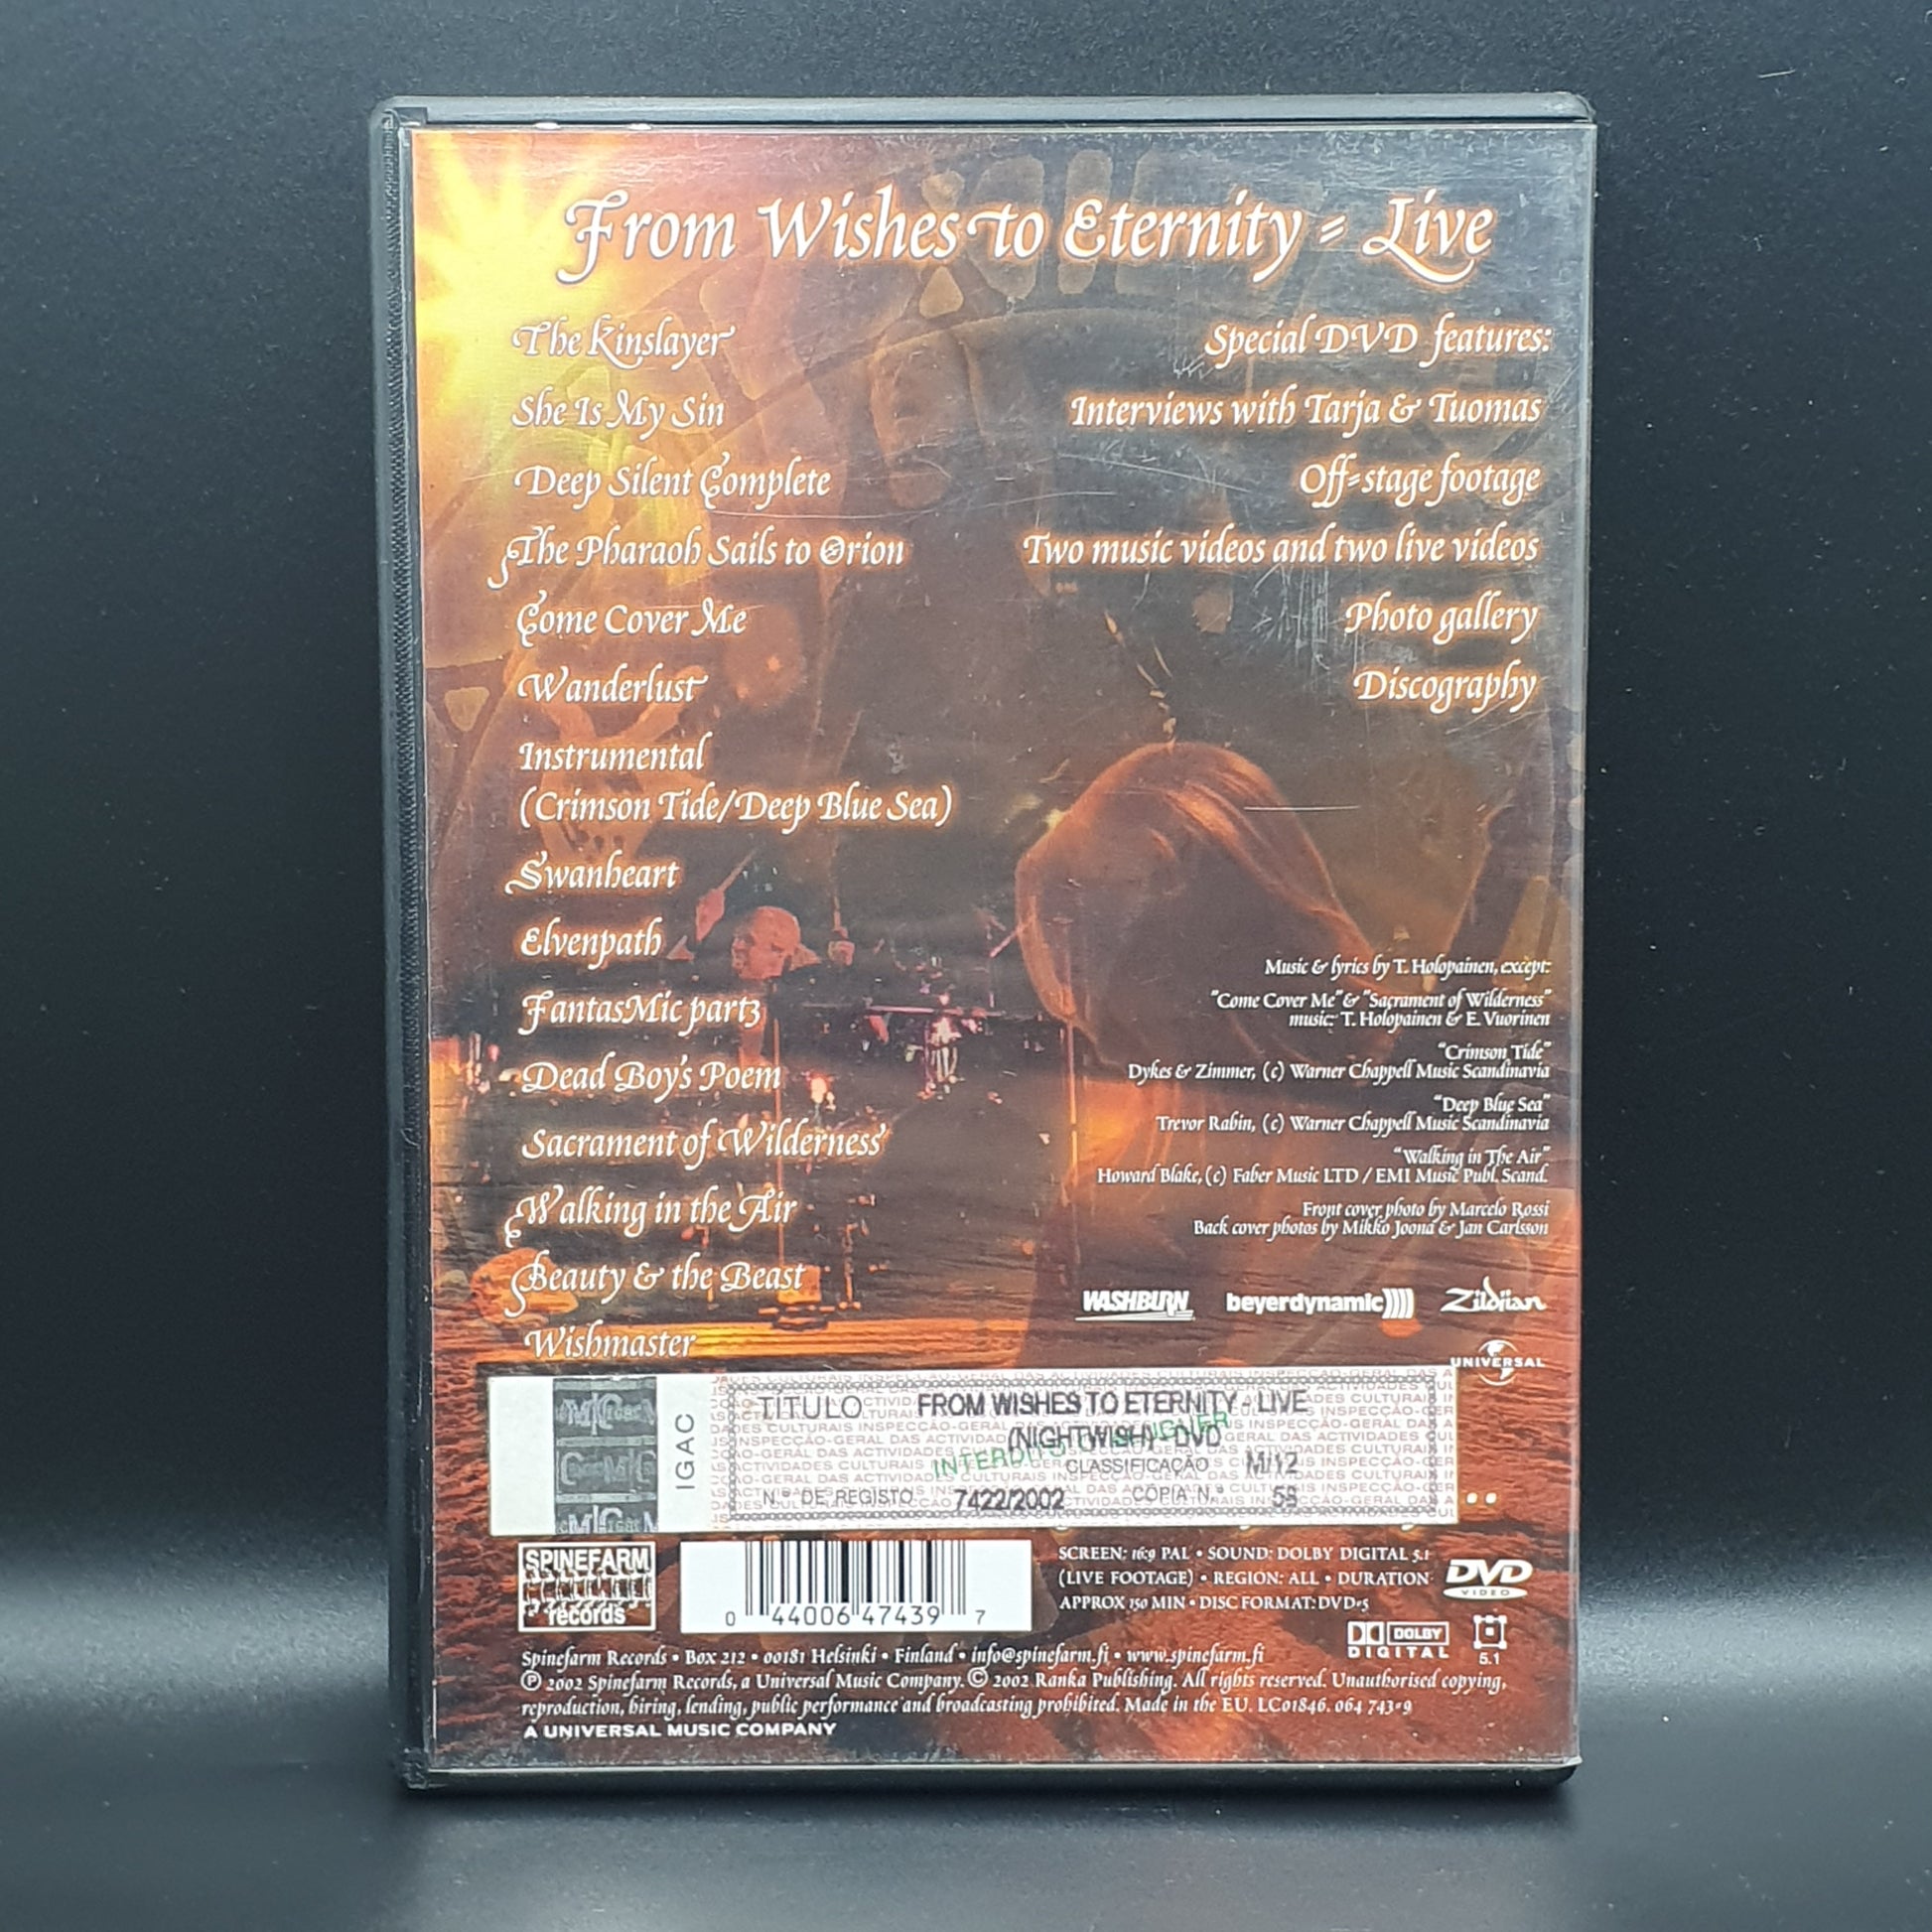 From Wishes to Eternity - Live
The Kinslayer
She Is My Sin
Deep Silent Complete
The Pharaoh Sails to Orion
Come Cover Me
Wanderlust
Instrumental
(Crimson Tide/Deep Blue Sea)
Swanheart
Elvenpath
FantasMic part3
Dead Boy's Poem
Sacrament of Wilderness
Walking in the Air
Beauty & the Beast
Wishmaster
Special DVD features:
Interviews with Tarja & Tuomas
Off-stage footage
Two music videos and two live videos
Photo gallery
Discography
Music & lyrics by T. Holopainen, except:
"Come Cover Me" & "Sacrament of Wilderness"
music: T. Holopainen & E. Vuorinen
"Crimson Tide"
Dykes & Zimmer, (c) Warner Chappell Music Scandinavia
"Deep Blue Sea"
Trevor Rabin, (c) Warner Chappell Music Scandinavia
"Walking in The Air"
Howard Blake, (c) Faber Music LTD / EMI Music Publ. Scand.
Front cover photo by Marcelo Rossi
Back cover photos by Mikko Joona & Jan Carlsson
WASHBURN beyerdynamic)))) Zildjian
UNIVERSAL
IGAC
TÍTULO FROM WISHES TO ETERNITY - LIVE
(NIGHTWISH) - DVD
CLASSIFICAÇÃO M/12
N.º DE REGISTO 7422/2002 CÓPIA N.º 58
INSPECÇÃO-GERAL DAS ACTIVIDADES CULTURAIS
SPINEFARM
records
0 44006 47439 7
SCREEN: 16:9 PAL • SOUND: DOLBY DIGITAL 5.1
(LIVE FOOTAGE) • REGION: ALL • DURATION
APPROX 150 MIN • DISC FORMAT: DVD-5
DVD
VIDEO
DOLBY
DIGITAL
5.1
Spinefarm Records • Box 212 • 00181 Helsinki • Finland • info@spinefarm.fi • www.spinefarm.fi
℗ 2002 Spinefarm Records, a Universal Music Company. © 2002 Ranka Publishing. All rights reserved. Unauthorised copying,
reproduction, hiring, lending, public performance and broadcasting prohibited. Made in the EU. LC01846. 064 743-9
A UNIVERSAL MUSIC COMPANY